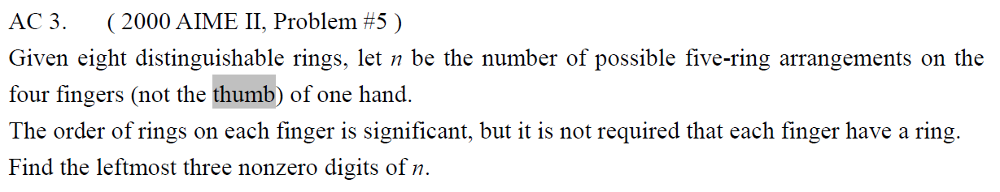 AC 3. ( 2000 AIME II, Problem #5 )
Given eight distinguishable rings, let n be the number of possible five-ring arrangements on the
four fingers (not the thumb) of one hand.
The order of rings on each finger is significant, but it is not required that each finger have a ring.
Find the leftmost three nonzero digits of n.